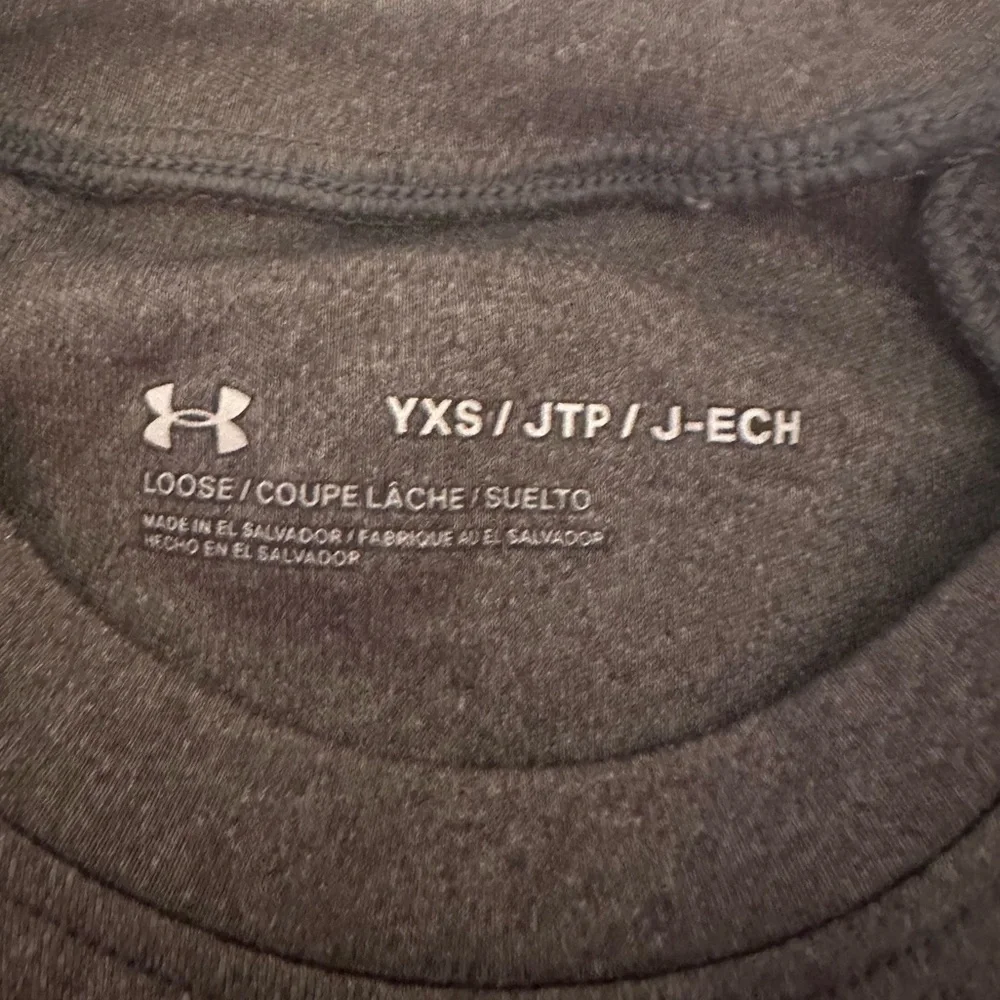 YXS / JTP / J-ECH
LOOSE / COUPE LÂCHE / SUELTO
MADE IN EL SALVADOR / FABRIQUE AU EL SALVADOR
HECHO EN EL SALVADOR